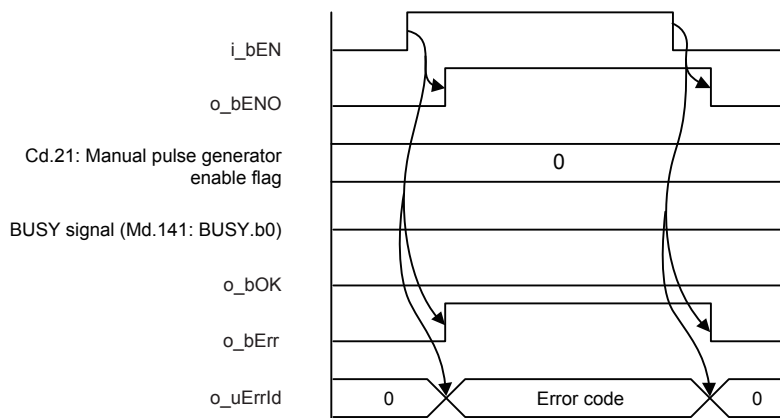 i_bEN
o_bENO
Cd.21: Manual pulse generator
enable flag
0
BUSY signal (Md.141: BUSY.b0)
o_bOK
o_bErr
o_uErrId
0
Error code
0